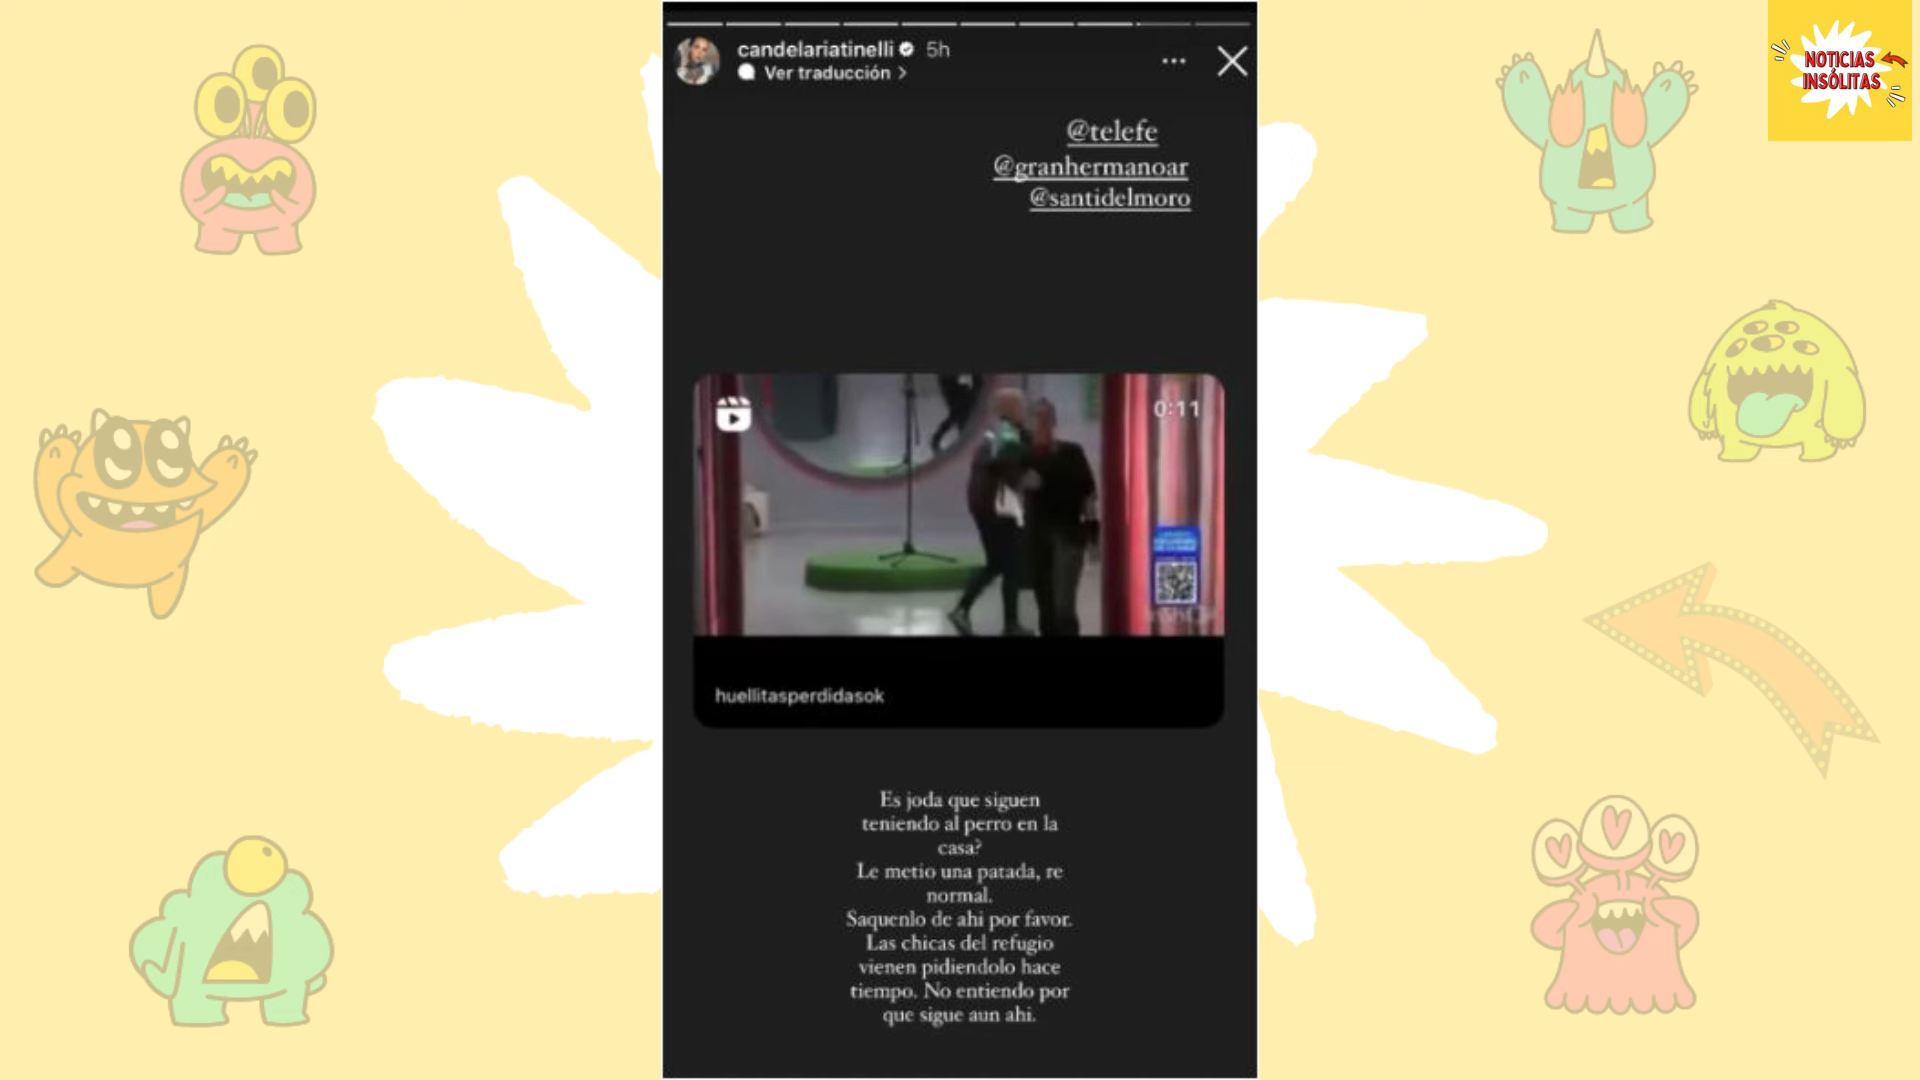 NOTICIAS
INSÓLITAS
candelariatinelli 5h
Ver traducción
@telefe
@granhermanoar
@santidelmoro
0:11
huellitasperdidasok
Es joda que siguen
teniendo al perro en la
casa?
Le metio una patada, re
normal.
Saquenlo de ahi por favor.
Las chicas del refugio
vienen pidiendolo hace
tiempo. No entiendo por
que sigue aun ahi.